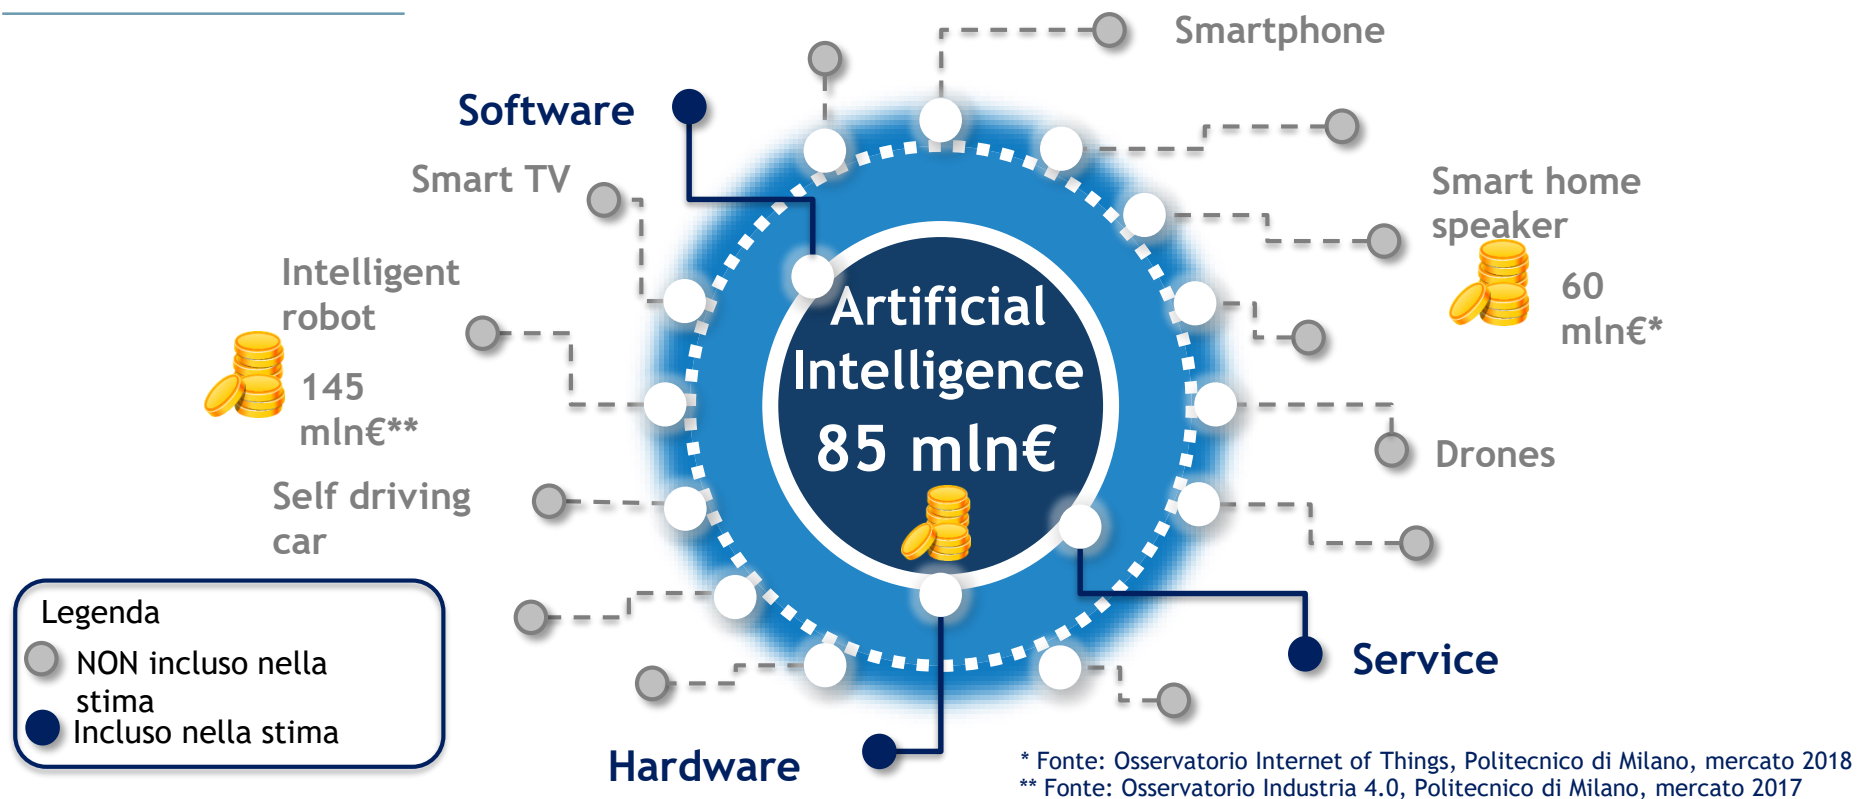 Smartphone
Software
Smart TV
Smart home
speaker
60
mln€*
Intelligent
robot
145
mln€**
Artificial
Intelligence
85 mln€
Drones
Self driving
car
Legenda
NON incluso nella
stima
Incluso nella stima
Service
Hardware
* Fonte: Osservatorio Internet of Things, Politecnico di Milano, mercato 2018
** Fonte: Osservatorio Industria 4.0, Politecnico di Milano, mercato 2017